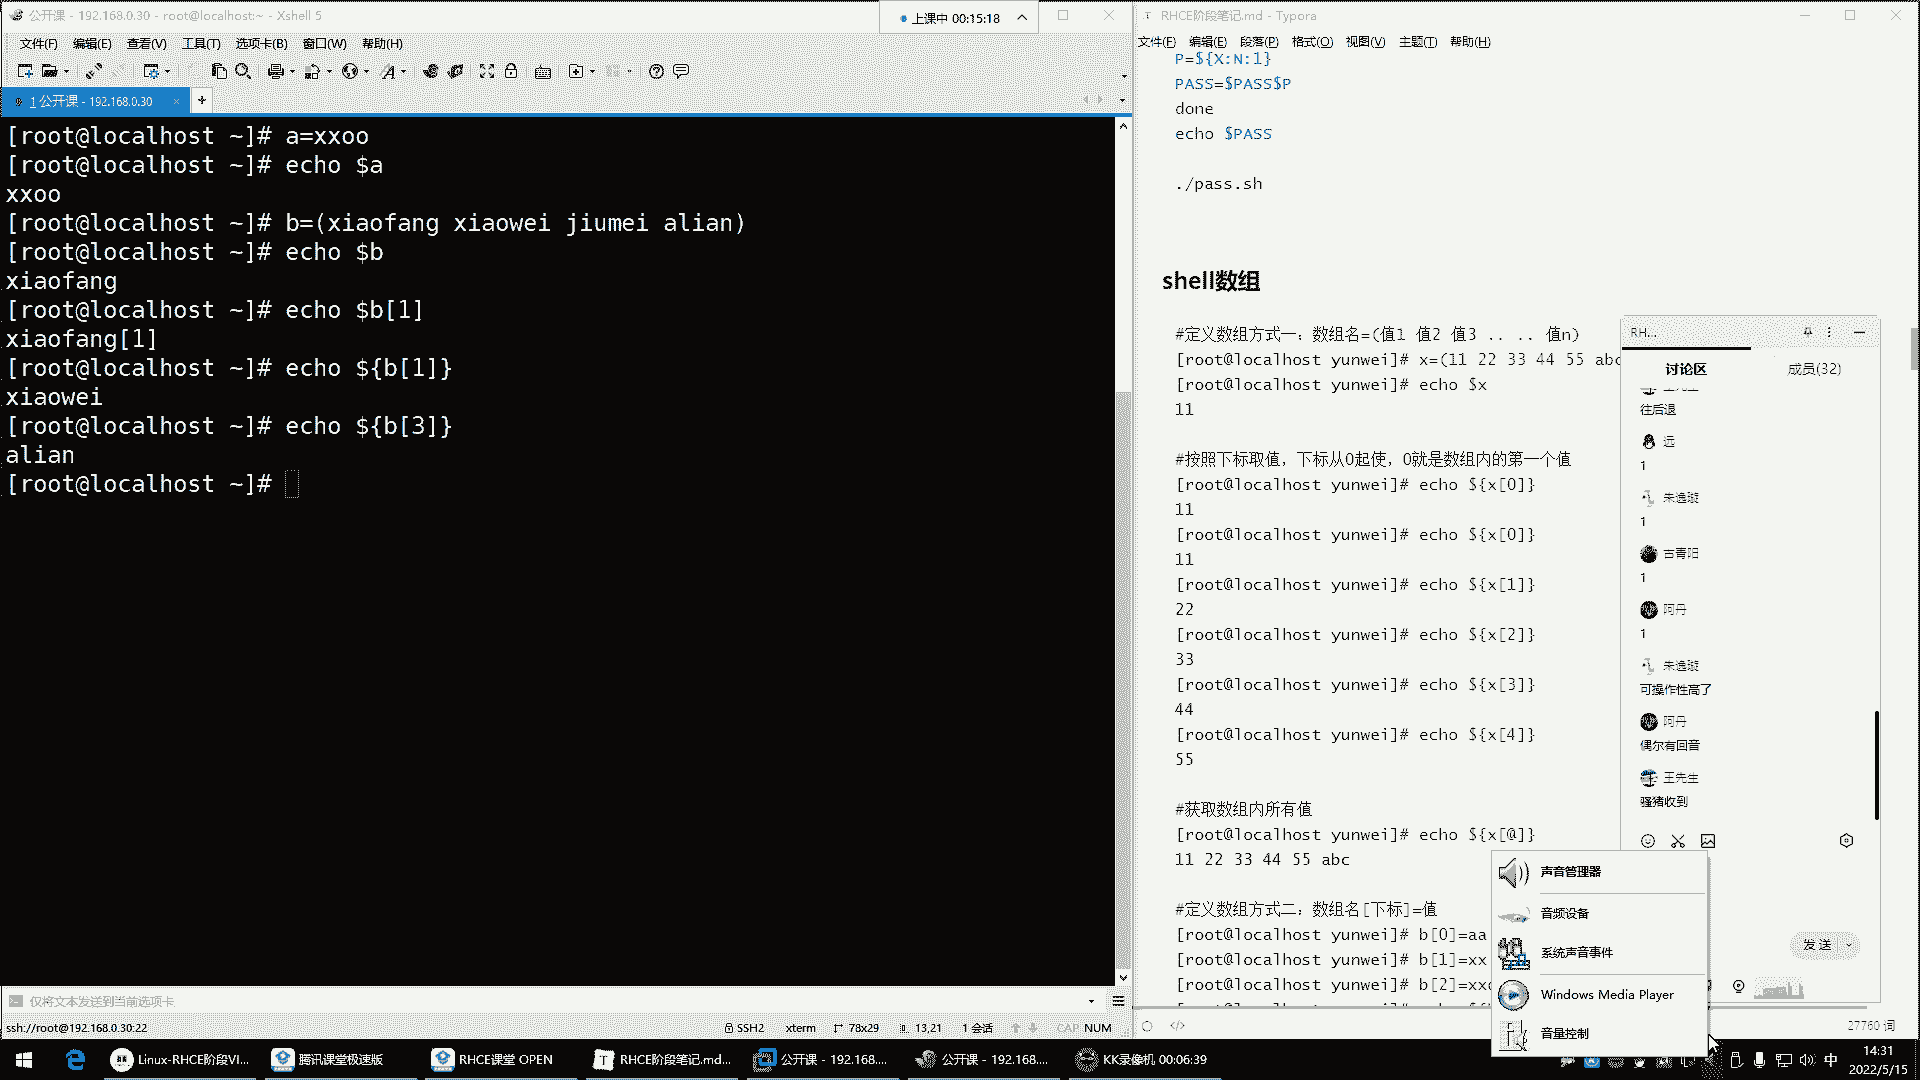 公开课 - 192.168.0.30 - root@localhost:~ - Xshell 5
上课中 00:15:18
文件(F) 编辑(E) 查看(V) 工具(T) 选项卡(B) 窗口(W) 帮助(H)
1 公开课 - 192.168.0.30
[root@localhost ~]# a=xxoo
[root@localhost ~]# echo $a
xxoo
[root@localhost ~]# b=(xiaofang xiaowei jiumei alian)
[root@localhost ~]# echo $b
xiaofang
[root@localhost ~]# echo $b[1]
xiaofang[1]
[root@localhost ~]# echo ${b[1]}
xiaowei
[root@localhost ~]# echo ${b[3]}
alian
[root@localhost ~]#
仅将文本发送到当前选项卡
ssh://root@192.168.0.30:22
SSH2 xterm 78x29 13,21 1 会话 CAP NUM
RHCE阶段笔记.md - Typora
文件(F) 编辑(E) 段落(P) 格式(O) 视图(V) 主题(T) 帮助(H)
P=${X:N:1}
PASS=$PASS$P
done
echo $PASS
./pass.sh
shell数组
#定义数组方式一：数组名=(值1 值2 值3 .. .. 值n)
[root@localhost yunwei]# x=(11 22 33 44 55 abc
[root@localhost yunwei]# echo $x
11
#按照下标取值，下标从0起使，0就是数组内的第一个值
[root@localhost yunwei]# echo ${x[0]}
11
[root@localhost yunwei]# echo ${x[0]}
11
[root@localhost yunwei]# echo ${x[1]}
22
[root@localhost yunwei]# echo ${x[2]}
33
[root@localhost yunwei]# echo ${x[3]}
44
[root@localhost yunwei]# echo ${x[4]}
55
#获取数组内所有值
[root@localhost yunwei]# echo ${x[@]}
11 22 33 44 55 abc
#定义数组方式二：数组名[下标]=值
[root@localhost yunwei]# b[0]=aa
[root@localhost yunwei]# b[1]=xx
[root@localhost yunwei]# b[2]=xx
27760 词
RH...
讨论区 成员(32)
往后退
远
1
朱逸璇
1
古青阳
1
阿丹
1
朱逸璇
可操作性高了
阿丹
偶尔有回音
王先生
骚猪收到
发送
声音管理器
音频设备
系统声音事件
Windows Media Player
音量控制
Linux-RHCE阶段VI...
腾讯课堂极速版
RHCE课堂 OPEN
RHCE阶段笔记.md...
公开课 - 192.168....
公开课 - 192.168....
KK录像机 00:06:39
中
14:31
2022/5/15